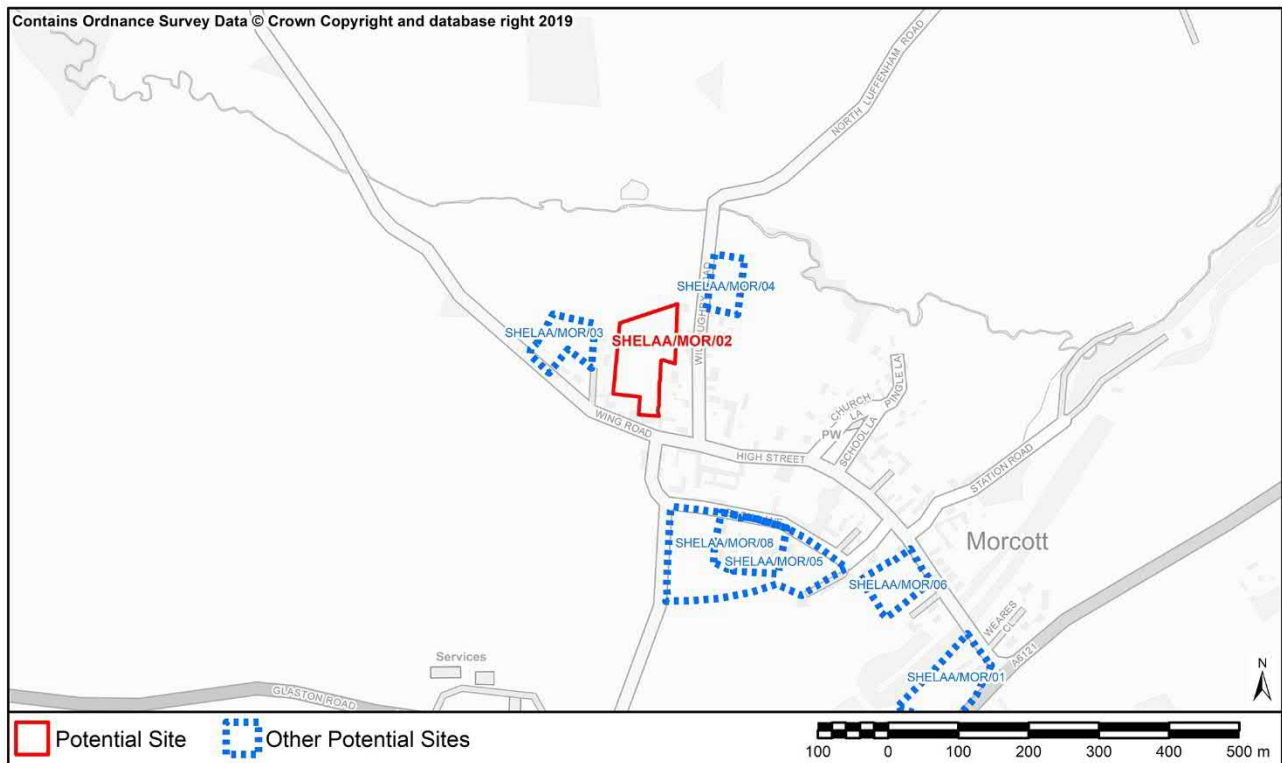 Contains Ordnance Survey Data © Crown Copyright and database right 2019
NORTH LUFFENHAM ROAD
SHELAA/MOR/04
SHELAA/MOR/03
SHELAA/MOR/02
WILLOUGHBY ROAD
WING ROAD
HIGH STREET
CHURCH LA
PW
SCHOOL LA
PINGLE LA
STATION ROAD
SHELAA/MOR/08
SHELAA/MOR/05
Morcott
SHELAA/MOR/06
WEARES CL
A6121
SHELAA/MOR/01
Services
GLASTON ROAD
N
Potential Site
Other Potential Sites
100 0 100 200 300 400 500 m